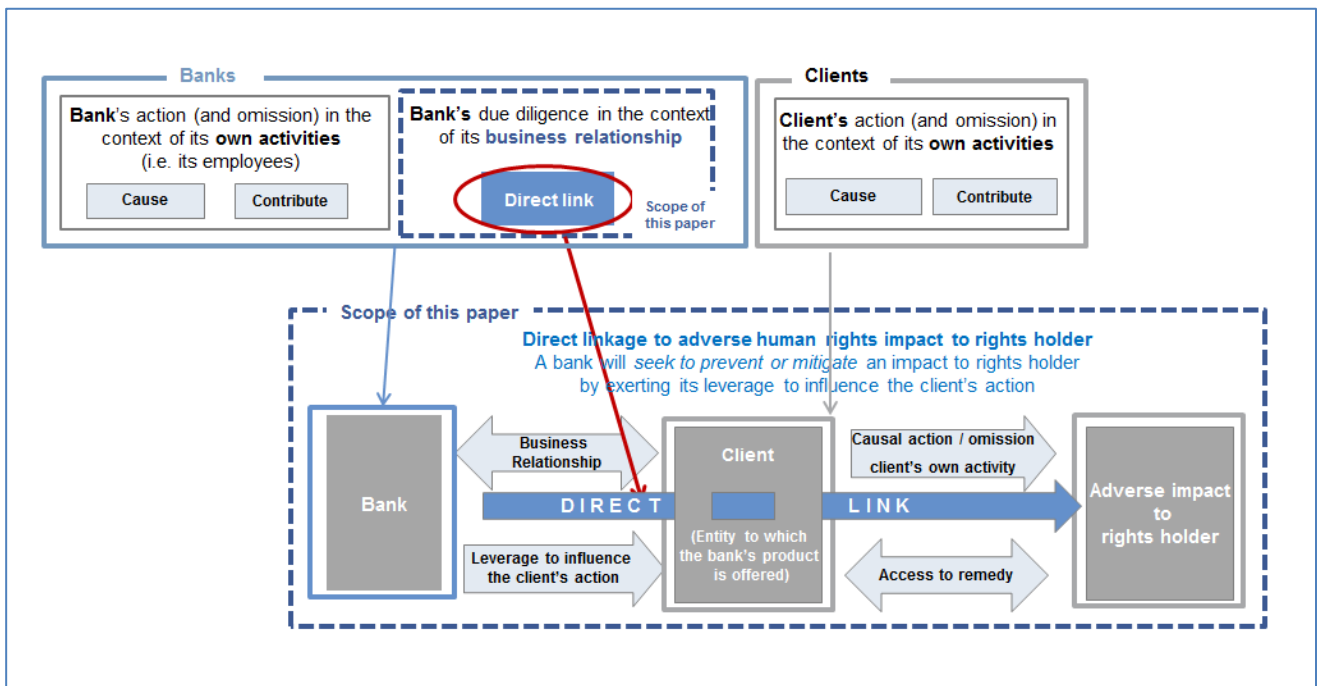 Banks
Bank's action (and omission) in the
context of its own activities
(i.e. its employees)
Cause
Contribute
Bank's due diligence in the context
of its business relationship
Direct link
Scope of
this paper
Clients
Client's action (and omission) in
the context of its own activities
Cause
Contribute
Scope of this paper
Direct linkage to adverse human rights impact to rights holder
A bank will seek to prevent or mitigate an impact to rights holder
by exerting its leverage to influence the client's action
Bank
Business
Relationship
DIRECT
Leverage to influence
the client's action
Client
(Entity to which
the bank's product
is offered)
Causal action / omission
client's own activity
LINK
Access to remedy
Adverse impact
to
rights holder